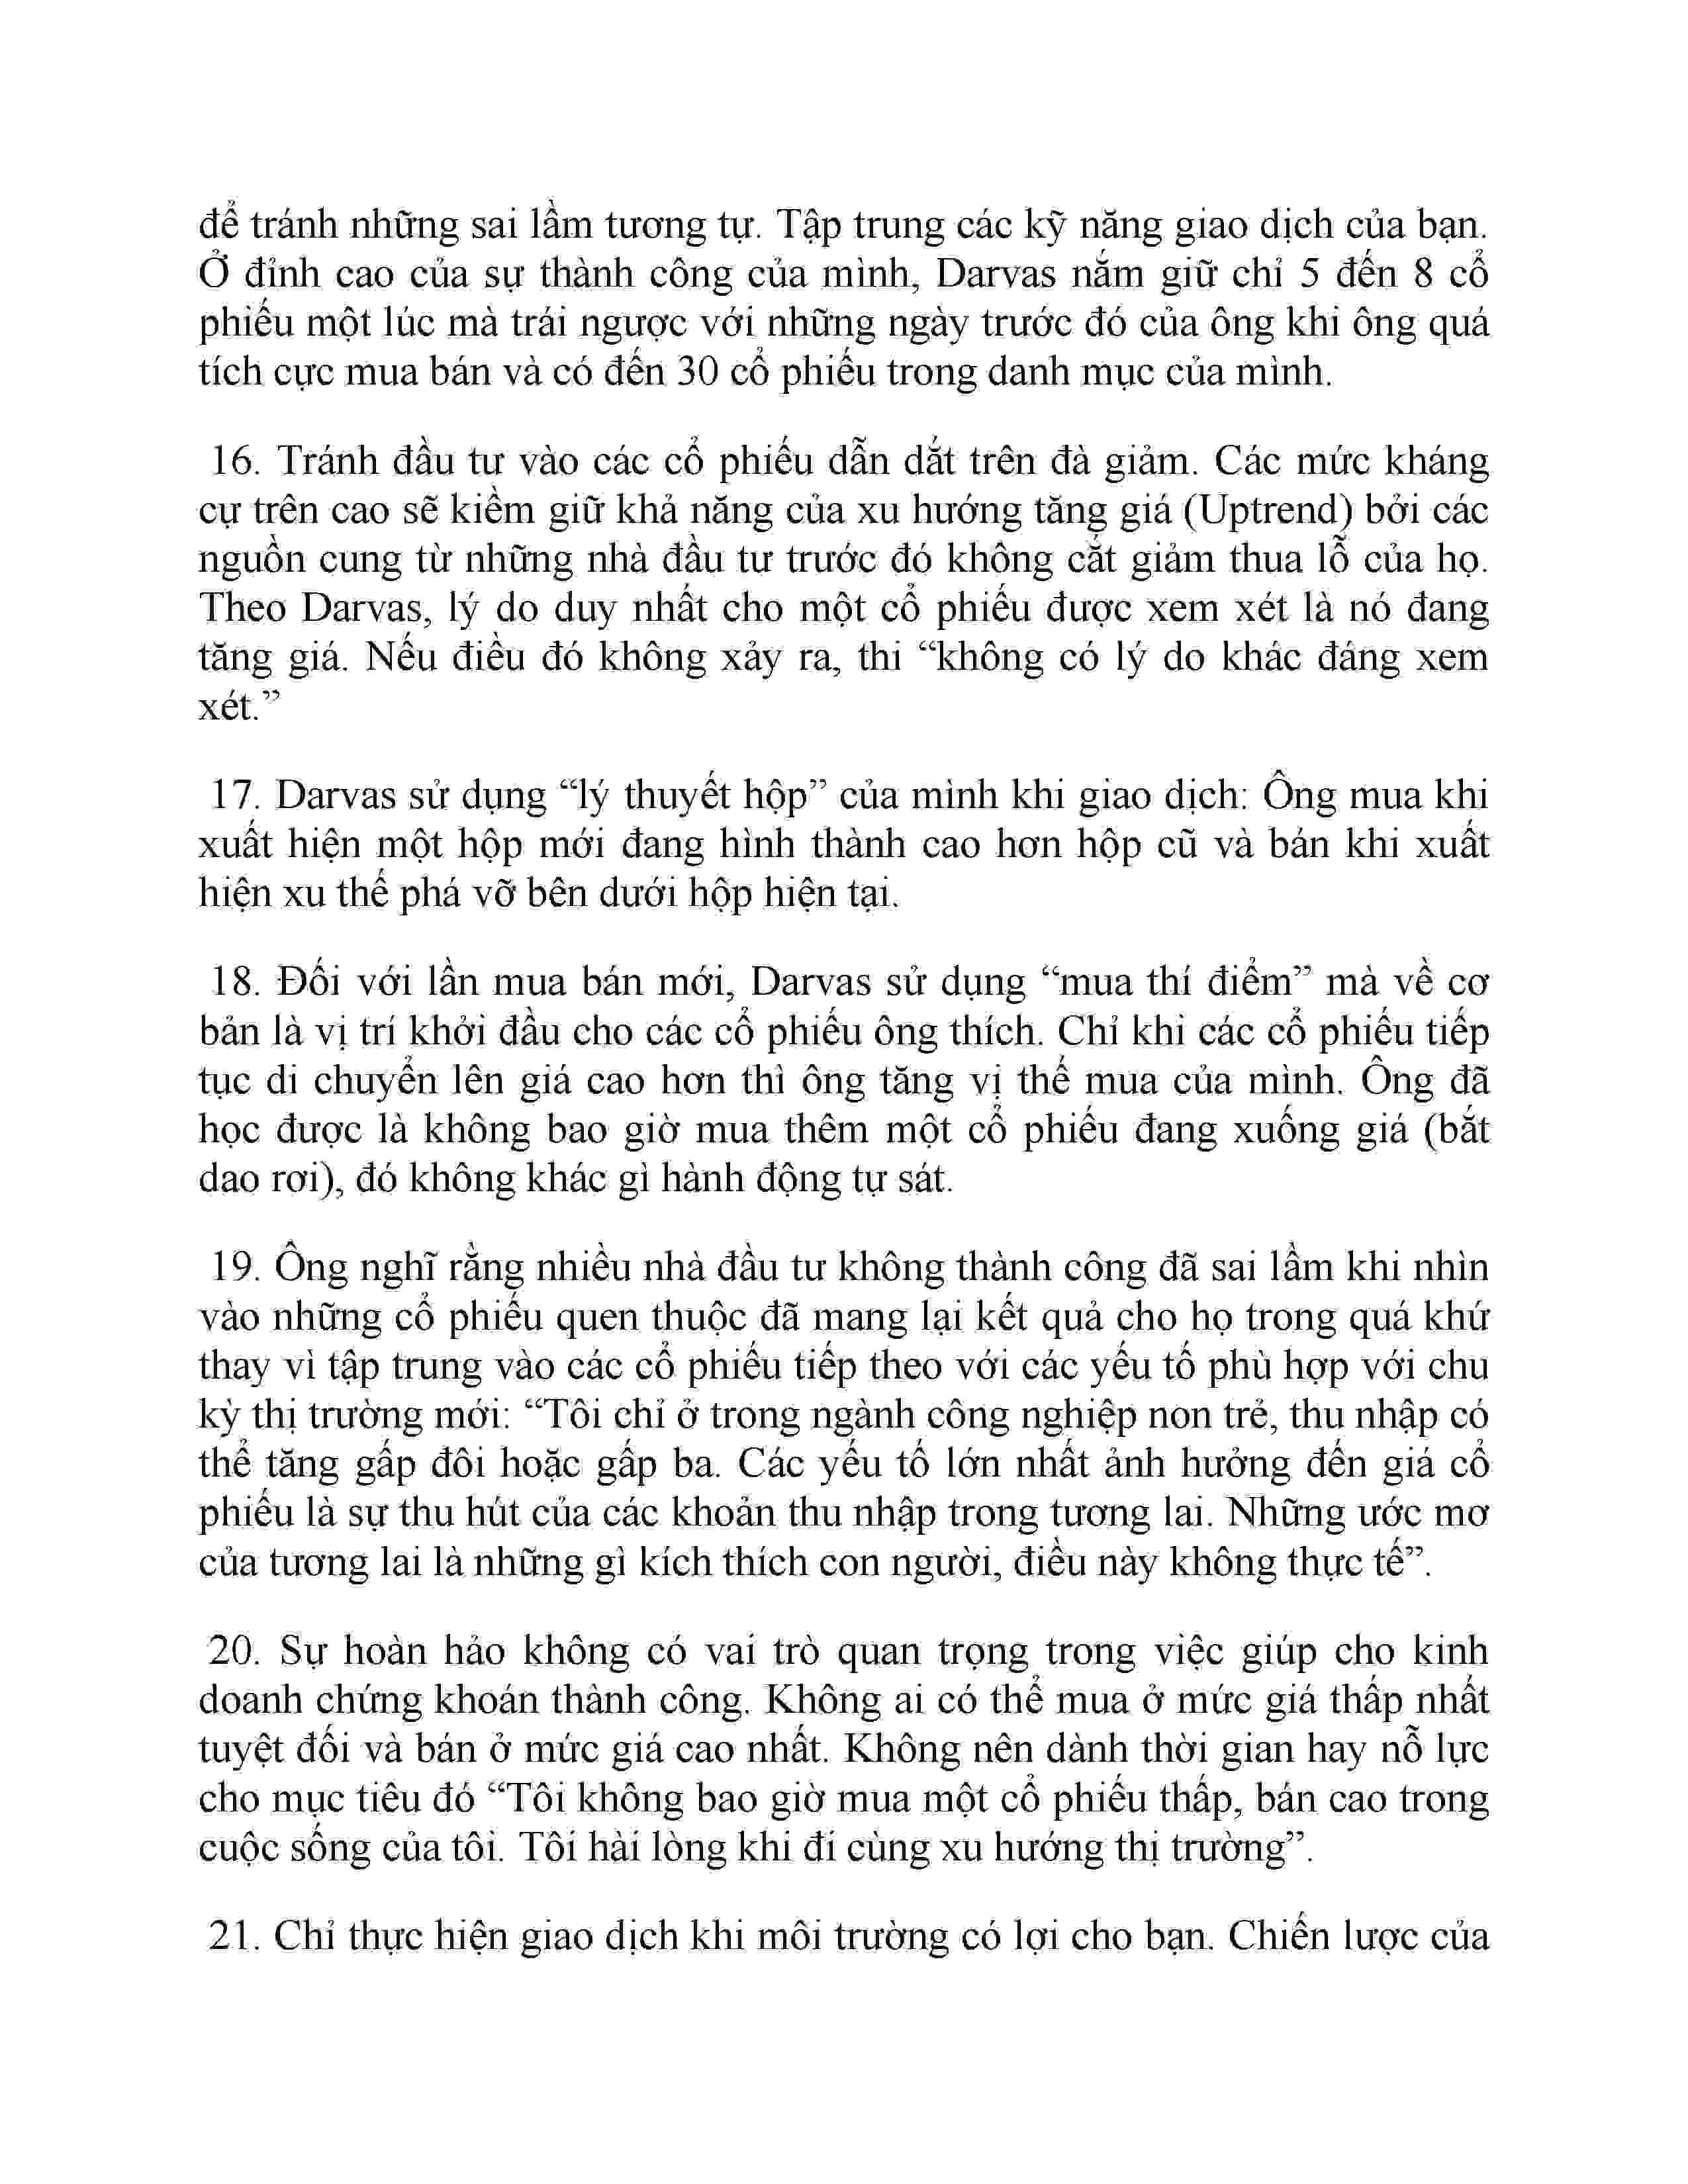 để tránh những sai lầm tương tự. Tập trung các kỹ năng giao dịch của bạn.
Ở đỉnh cao của sự thành công của mình, Darvas nắm giữ chỉ 5 đến 8 cổ
phiếu một lúc mà trái ngược với những ngày trước đó của ông khi ông quá
tích cực mua bán và có đến 30 cổ phiếu trong danh mục của mình.
16. Tránh đầu tư vào các cổ phiếu dẫn dắt trên đà giảm. Các mức kháng
cự trên cao sẽ kiềm giữ khả năng của xu hướng tăng giá (Uptrend) bởi các
nguồn cung từ những nhà đầu tư trước đó không cắt giảm thua lỗ của họ.
Theo Darvas, lý do duy nhất cho một cổ phiếu được xem xét là nó đang
tăng giá. Nếu điều đó không xảy ra, thi “không có lý do khác đáng xem
xét.”
17. Darvas sử dụng “lý thuyết hộp” của mình khi giao dịch: Ông mua khi
xuất hiện một hộp mới đang hình thành cao hơn hộp cũ và bán khi xuất
hiện xu thế phá vỡ bên dưới hộp hiện tại.
18. Đối với lần mua bán mới, Darvas sử dụng “mua thí điểm” mà về cơ
bản là vị trí khởi đầu cho các cổ phiếu ông thích. Chỉ khi các cổ phiếu tiếp
tục di chuyển lên giá cao hơn thì ông tăng vị thế mua của mình. Ông đã
học được là không bao giờ mua thêm một cổ phiếu đang xuống giá (bắt
dao rơi), đó không khác gì hành động tự sát.
19. Ông nghĩ rằng nhiều nhà đầu tư không thành công đã sai lầm khi nhìn
vào những cổ phiếu quen thuộc đã mang lại kết quả cho họ trong quá khứ
thay vì tập trung vào các cổ phiếu tiếp theo với các yếu tố phù hợp với chu
kỳ thị trường mới: “Tôi chỉ ở trong ngành công nghiệp non trẻ, thu nhập có
thể tăng gấp đôi hoặc gấp ba. Các yếu tố lớn nhất ảnh hưởng đến giá cổ
phiếu là sự thu hút của các khoản thu nhập trong tương lai. Những ước mơ
của tương lai là những gì kích thích con người, điều này không thực tế”.
20. Sự hoàn hảo không có vai trò quan trọng trong việc giúp cho kinh
doanh chứng khoán thành công. Không ai có thể mua ở mức giá thấp nhất
tuyệt đối và bán ở mức giá cao nhất. Không nên dành thời gian hay nỗ lực
cho mục tiêu đó “Tôi không bao giờ mua một cổ phiếu thấp, bán cao trong
cuộc sống của tôi. Tôi hài lòng khi đi cùng xu hướng thị trường”.
21. Chỉ thực hiện giao dịch khi môi trường có lợi cho bạn. Chiến lược của